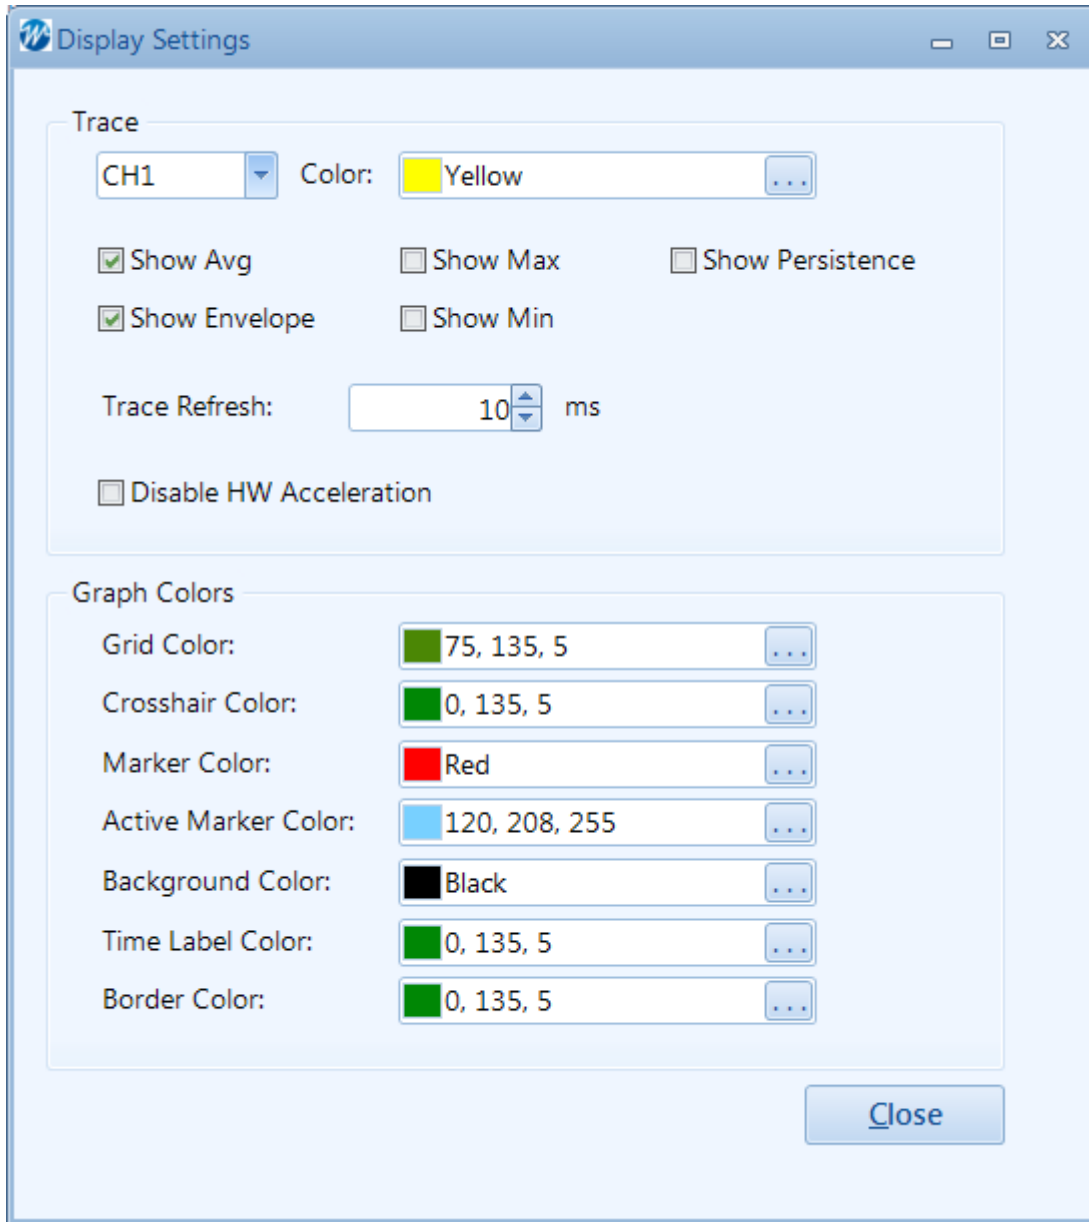 Display Settings
Trace
CH1 Color: Yellow ...
Show Avg Show Max Show Persistence
Show Envelope Show Min
Trace Refresh: 10 ms
Disable HW Acceleration
Graph Colors
Grid Color: 75, 135, 5 ...
Crosshair Color: 0, 135, 5 ...
Marker Color: Red ...
Active Marker Color: 120, 208, 255 ...
Background Color: Black ...
Time Label Color: 0, 135, 5 ...
Border Color: 0, 135, 5 ...
Close